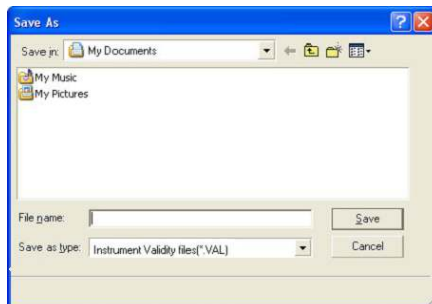 Save As
Save in: My Documents
My Music
My Pictures
File name:
Save
Save as type: Instrument Validity files(*.VAL)
Cancel